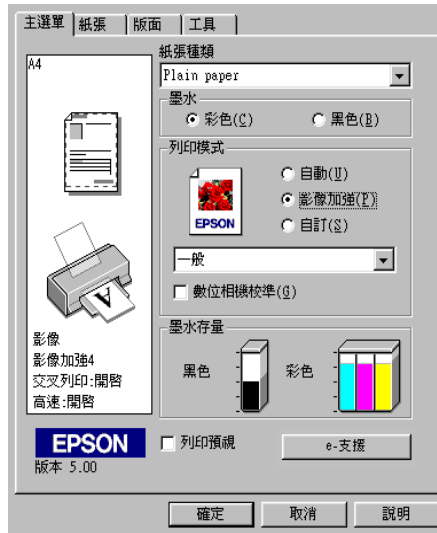 主選單 紙張 版面 工具
A4
紙張種類
Plain paper
墨水
彩色(C) 黑色(B)
列印模式
自動(U)
影像加強(P)
自訂(S)
EPSON
一般
數位相機校準(G)
墨水存量
黑色 彩色
影像
影像加強4
交叉列印:開啓
高速:開啓
EPSON
版本 5.00
列印預視 e-支援
確定 取消 說明